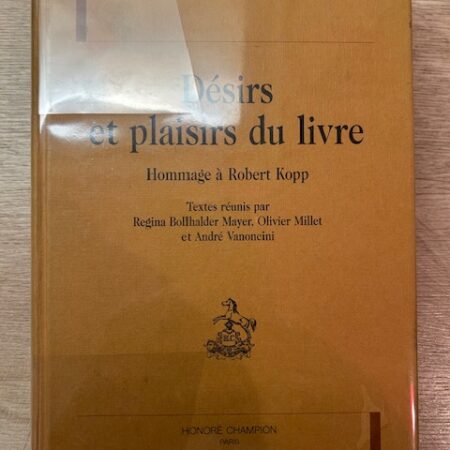 Désirs
et plaisirs du livre
Hommage à Robert Kopp
Textes réunis par
Regina Bollhalder Mayer, Olivier Millet
et André Vanoncini
HONORÉ CHAMPION
PARIS